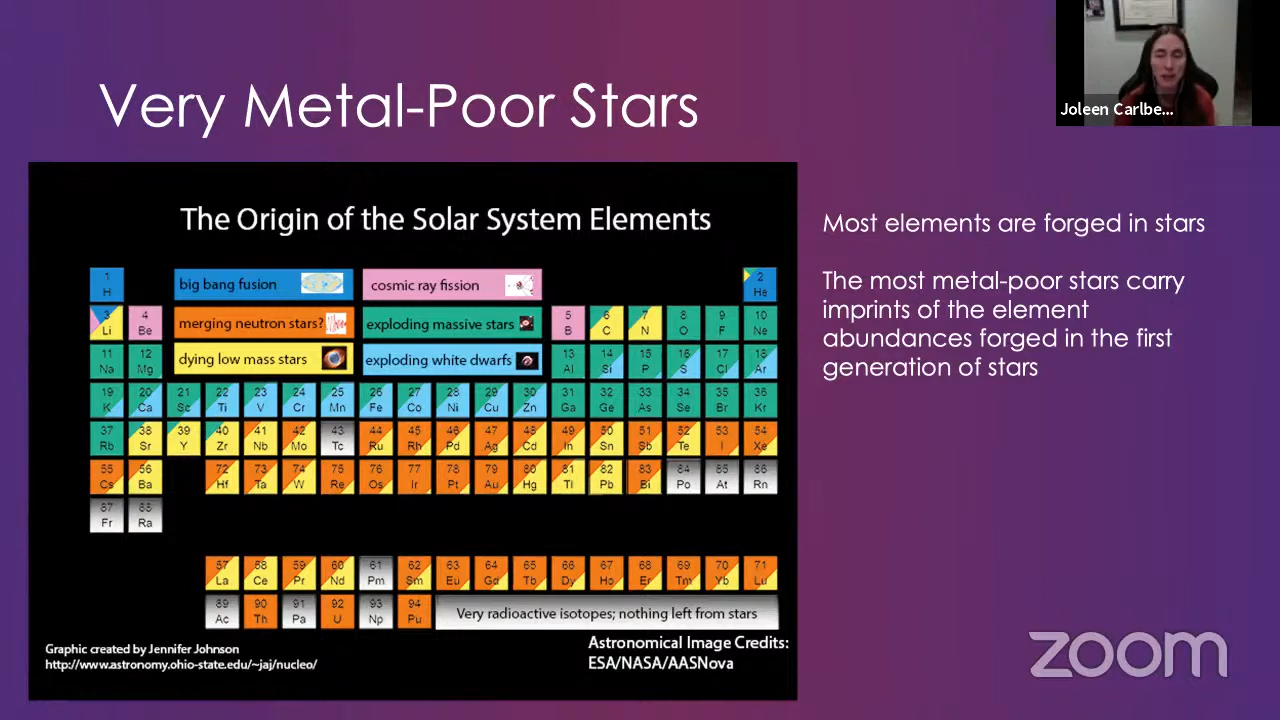 Very Metal-Poor Stars
Joleen Carlbe...
The Origin of the Solar System Elements
big bang fusion
cosmic ray fission
merging neutron stars?
exploding massive stars
dying low mass stars
exploding white dwarfs
1 H
2 He
3 Li
4 Be
5 B
6 C
7 N
8 O
9 F
10 Ne
11 Na
12 Mg
13 Al
14 Si
15 P
16 S
17 Cl
18 Ar
19 K
20 Ca
21 Sc
22 Ti
23 V
24 Cr
25 Mn
26 Fe
27 Co
28 Ni
29 Cu
30 Zn
31 Ga
32 Ge
33 As
34 Se
35 Br
36 Kr
37 Rb
38 Sr
39 Y
40 Zr
41 Nb
42 Mo
43 Tc
44 Ru
45 Rh
46 Pd
47 Ag
48 Cd
49 In
50 Sn
51 Sb
52 Te
53 I
54 Xe
55 Cs
56 Ba
72 Hf
73 Ta
74 W
75 Re
76 Os
77 Ir
78 Pt
79 Au
80 Hg
81 Tl
82 Pb
83 Bi
84 Po
85 At
86 Rn
87 Fr
88 Ra
57 La
58 Ce
59 Pr
60 Nd
61 Pm
62 Sm
63 Eu
64 Gd
65 Tb
66 Dy
67 Ho
68 Er
69 Tm
70 Yb
71 Lu
89 Ac
90 Th
91 Pa
92 U
93 Np
94 Pu
Very radioactive isotopes; nothing left from stars
Graphic created by Jennifer Johnson
http://www.astronomy.ohio-state.edu/~jaj/nucleo/
Astronomical Image Credits:
ESA/NASA/AASNova
Most elements are forged in stars
The most metal-poor stars carry
imprints of the element
abundances forged in the first
generation of stars
zoom